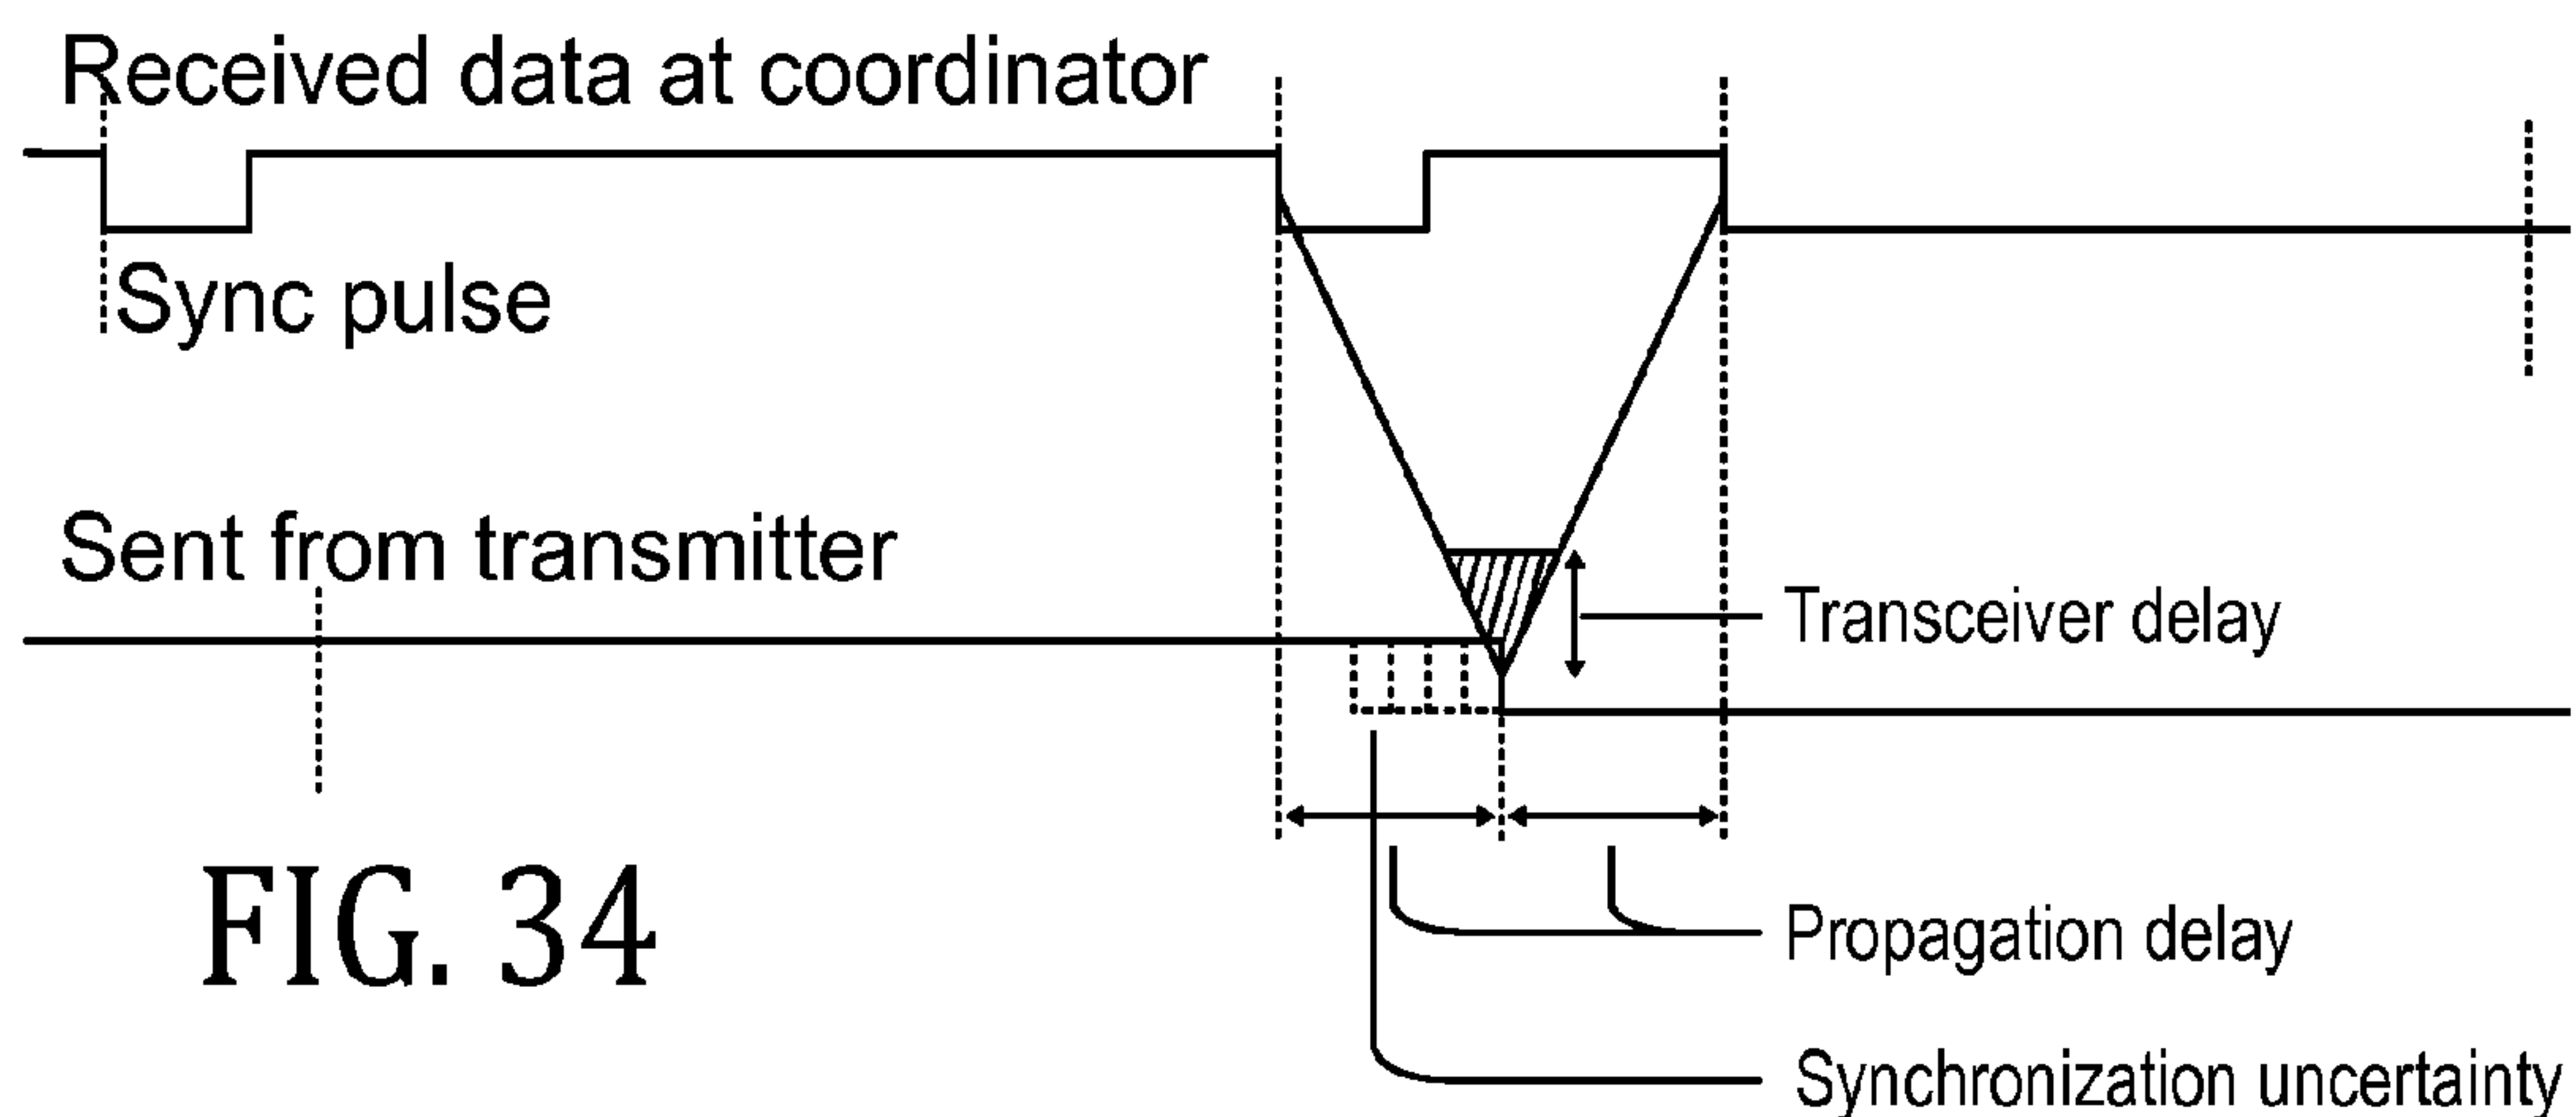 Received data at coordinator
Sync pulse
Sent from transmitter
Transceiver delay
FIG. 34
Propagation delay
Synchronization uncertainty